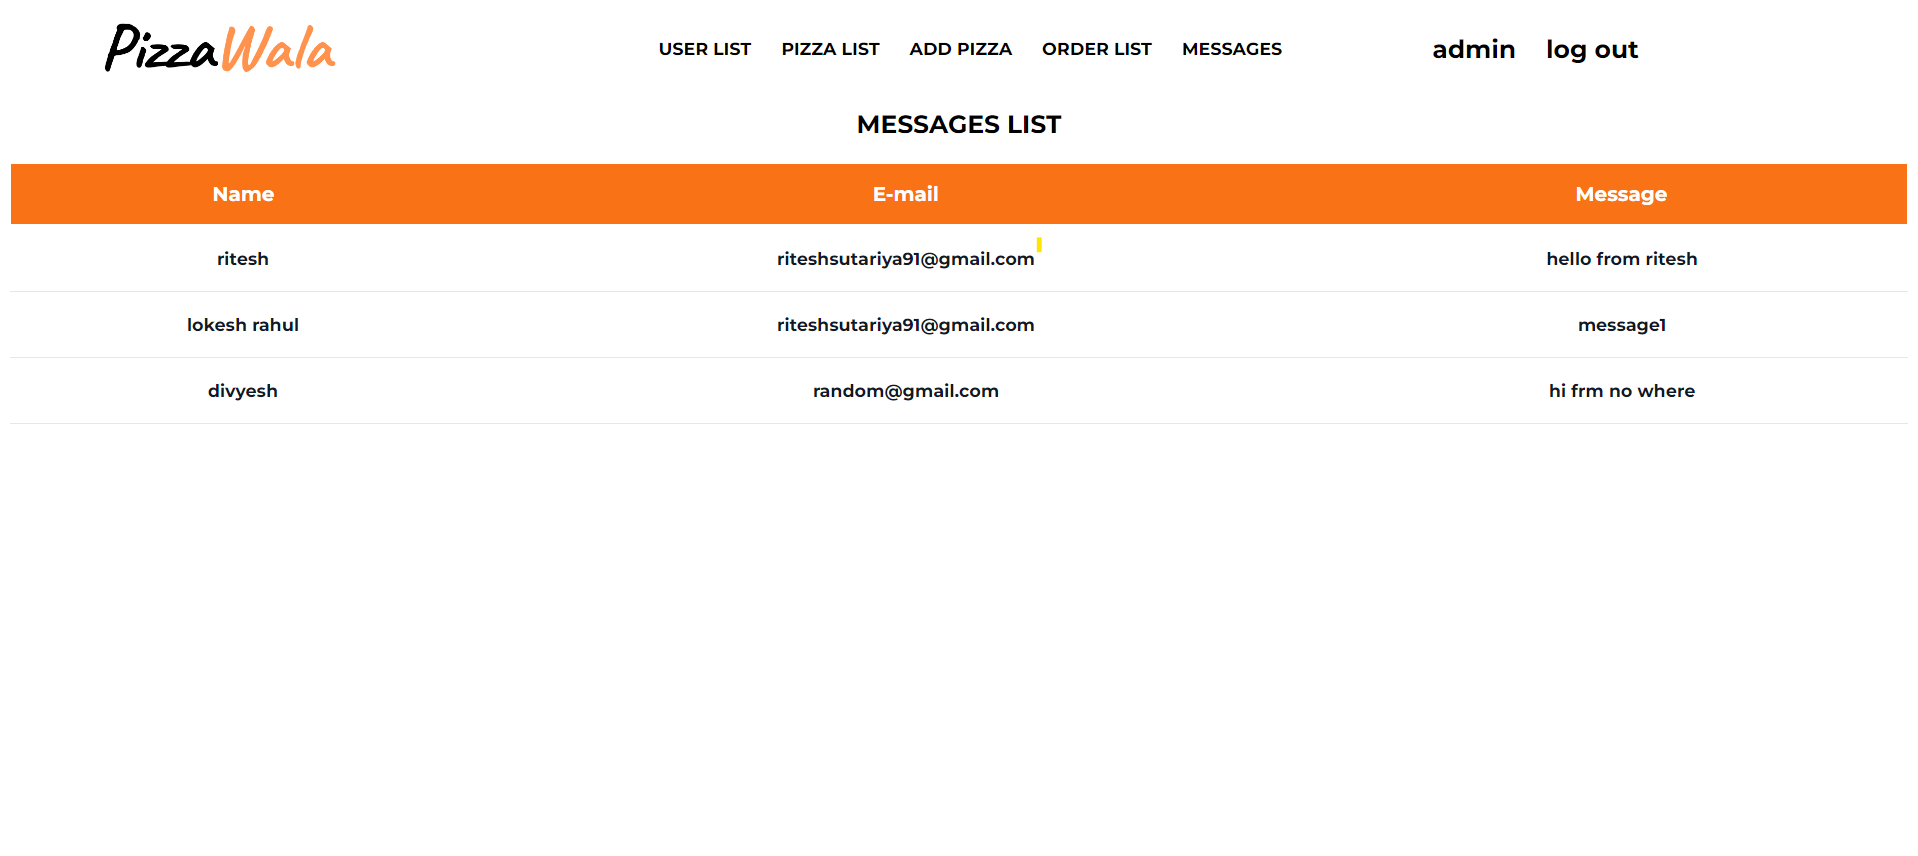 PizzaWala USER LIST PIZZA LIST ADD PIZZA ORDER LIST MESSAGES admin log out
MESSAGES LIST
Name E-mail Message
ritesh riteshsutariya91@gmail.com hello from ritesh
lokesh rahul riteshsutariya91@gmail.com message1
divyesh random@gmail.com hi frm no where